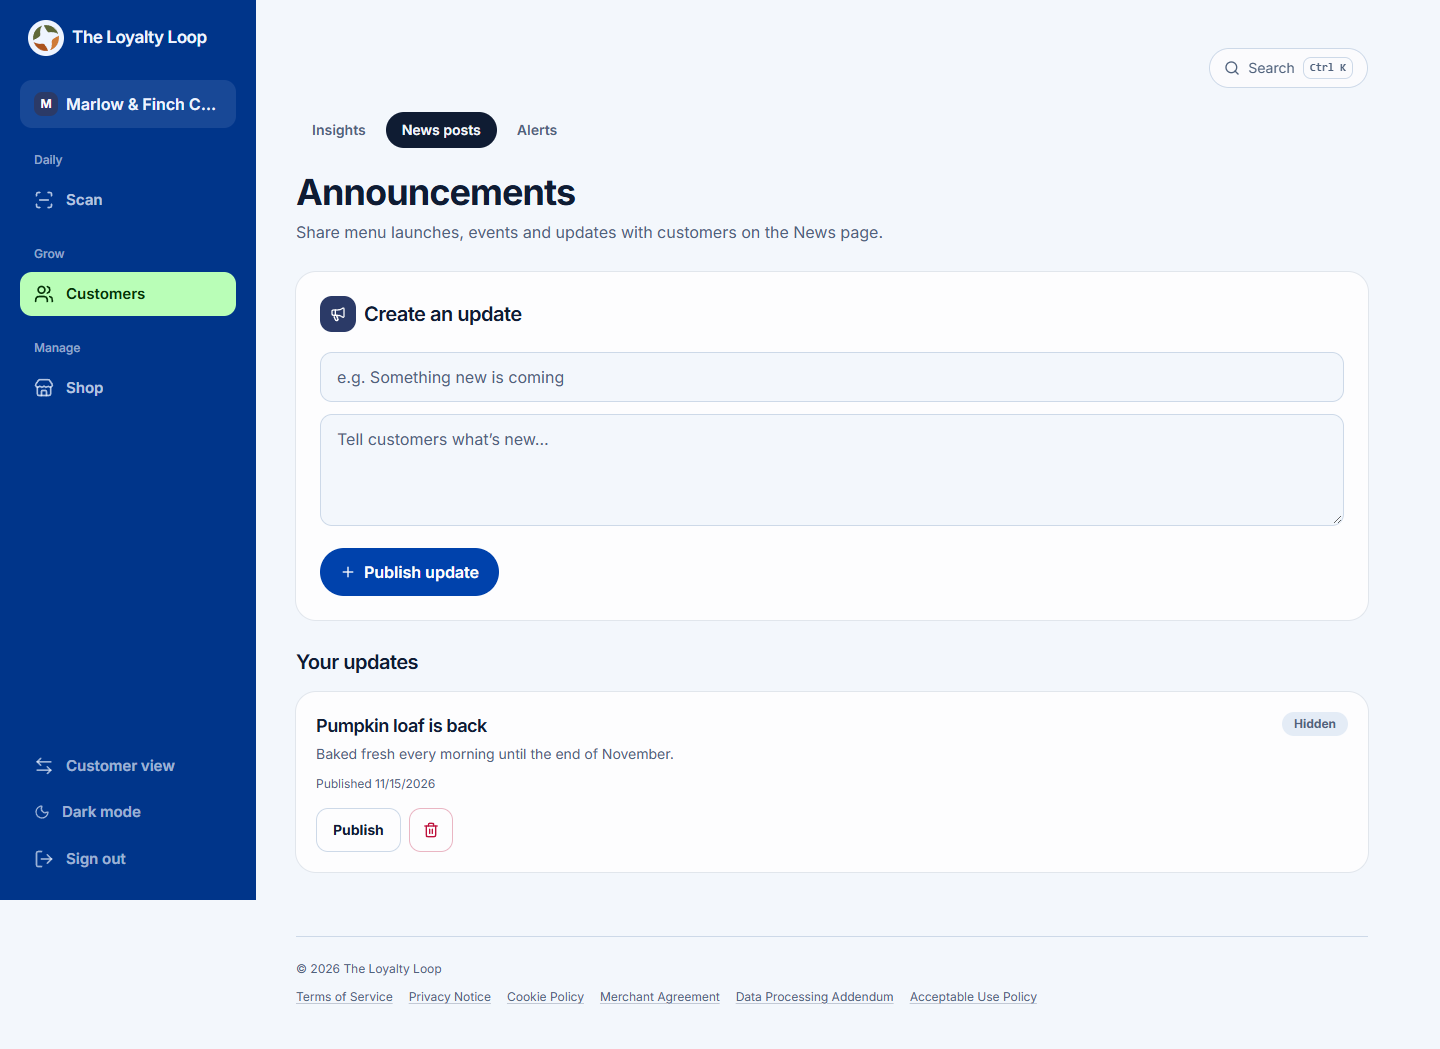 The Loyalty Loop
M
Marlow & Finch C...
Daily
Scan
Grow
Customers
Manage
Shop
Customer view
Dark mode
Sign out
Search
Ctrl K
Insights
News posts
Alerts
Announcements
Share menu launches, events and updates with customers on the News page.
Create an update
e.g. Something new is coming
Tell customers what’s new...
Publish update
Your updates
Pumpkin loaf is back
Hidden
Baked fresh every morning until the end of November.
Published 11/15/2026
Publish
© 2026 The Loyalty Loop
Terms of Service Privacy Notice Cookie Policy Merchant Agreement Data Processing Addendum Acceptable Use Policy